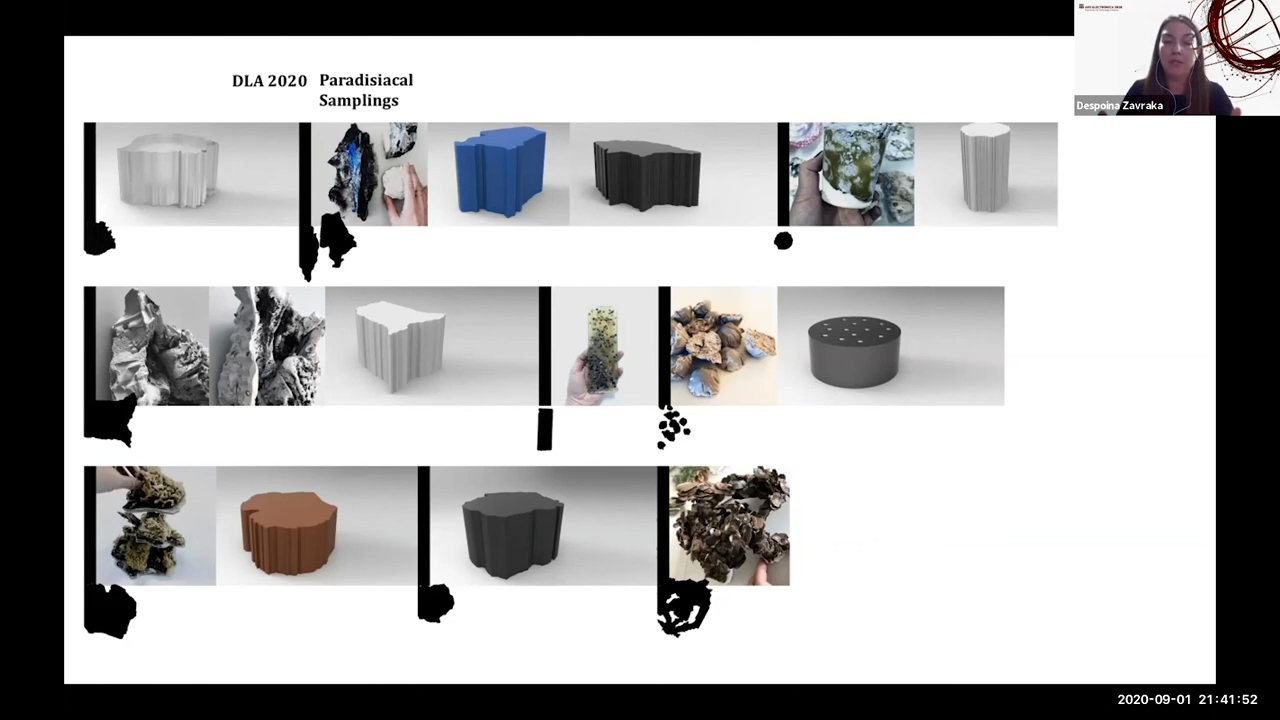 DLA 2020
Paradisiacal
Samplings
Despoina Zavraka
2020-09-01 21:41:52